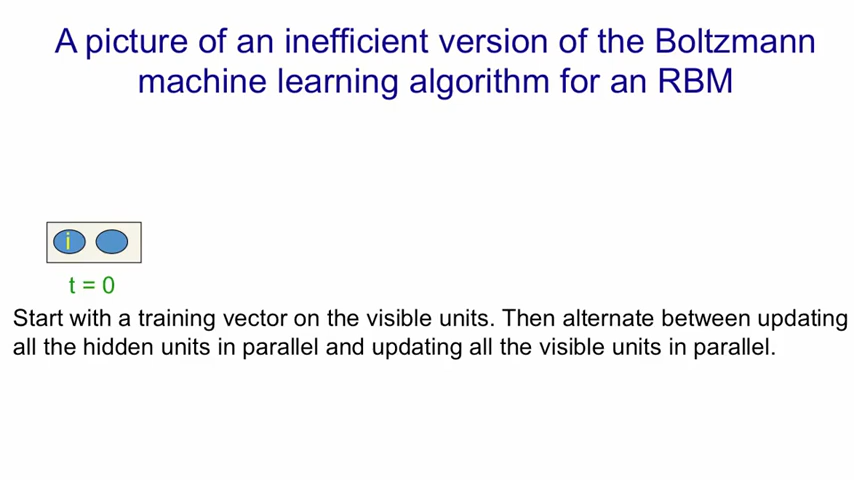 A picture of an inefficient version of the Boltzmann
machine learning algorithm for an RBM
i
t = 0
Start with a training vector on the visible units. Then alternate between updating
all the hidden units in parallel and updating all the visible units in parallel.